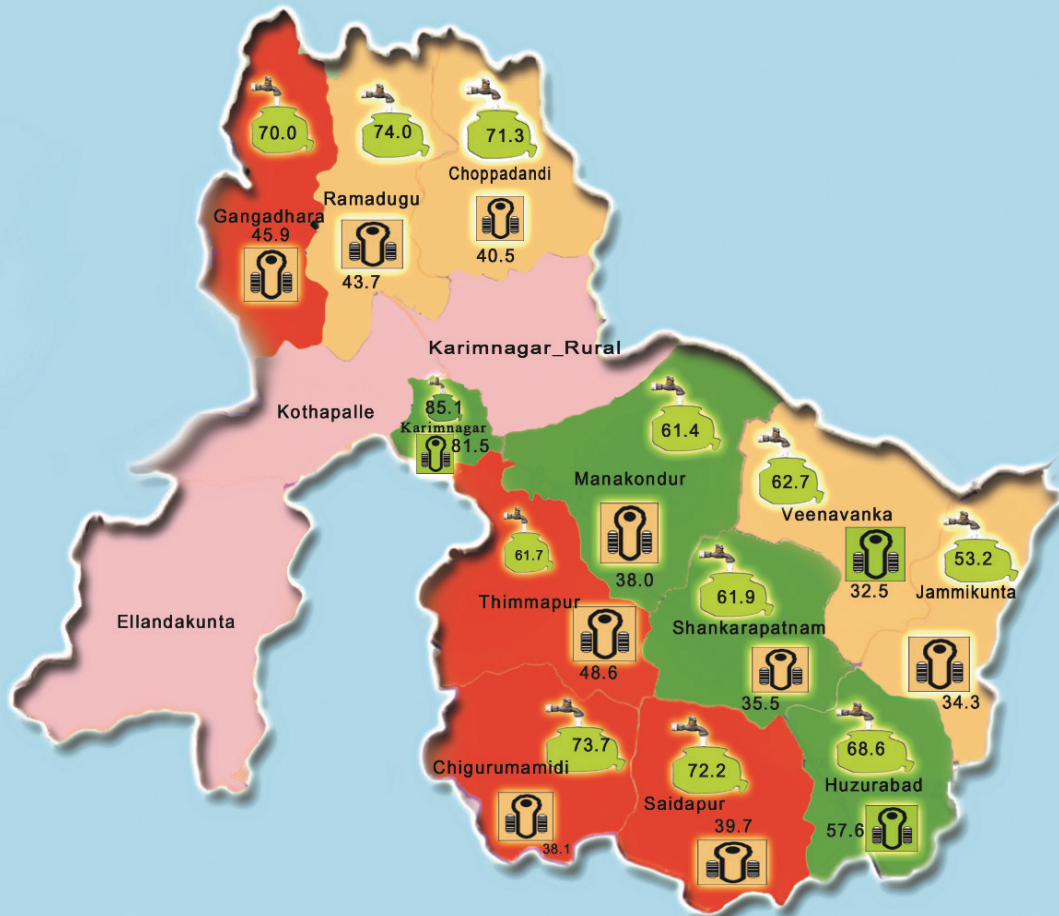 70.0
74.0
71.3
Choppadandi
Ramadugu
Gangadhara
45.9
43.7
40.5
Karimnagar_Rural
Kothapalle
85.1
Karimnagar
81.5
61.4
Manakondur
38.0
62.7
Veenavanka
32.5
53.2
Jammikunta
34.3
61.7
Thimmapur
48.6
61.9
Shankarapatnam
35.5
Ellandakunta
73.7
Chigurumamidi
38.1
72.2
Saidapur
39.7
68.6
Huzurabad
57.6